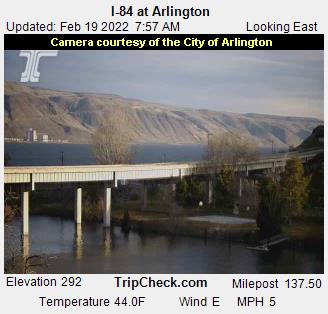 I-84 at Arlington
Updated: Feb 19 2022 7:57 AM Looking East
Camera courtesy of the City of Arlington
Elevation 292 TripCheck.com Milepost 137.50
Temperature 44.0F Wind E MPH 5